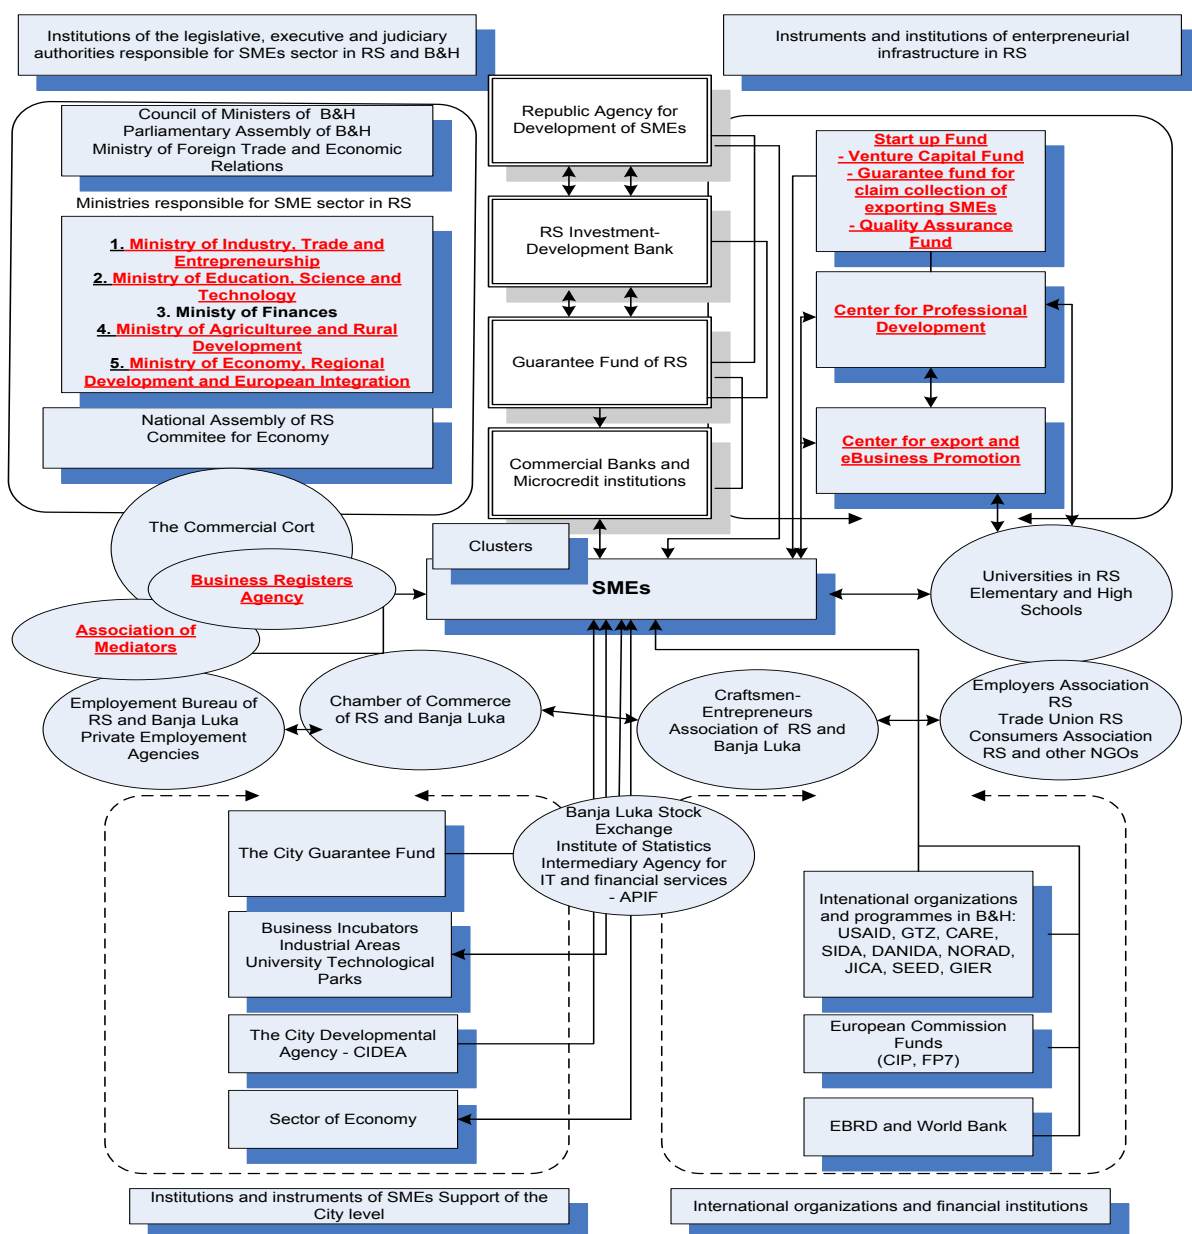 Institutions of the legislative, executive and judiciary
authorities responsible for SMEs sector in RS and B&H
Instruments and institutions of enterpreneurial
infrastructure in RS
Republic Agency for
Development of SMEs
Council of Ministers of B&H
Parliamentary Assembly of B&H
Ministry of Foreign Trade and Economic
Relations
Ministries responsible for SME sector in RS
1. Ministry of Industry, Trade and
Entrepreneurship
2. Ministry of Education, Science and
Technology
3. Ministy of Finances
4. Ministry of Agriculturee and Rural
Development
5. Ministry of Economy, Regional
Development and European Integration
National Assembly of RS
Commitee for Economy
RS Investment-
Development Bank
Guarantee Fund of RS
Commercial Banks and
Microcredit institutions
Start up Fund
- Venture Capital Fund
- Guarantee fund for
claim collection of
exporting SMEs
- Quality Assurance
Fund
Center for Professional
Development
Center for export and
eBusiness Promotion
The Commercial Cort
Business Registers
Agency
Association of
Mediators
Clusters
SMEs
Universities in RS
Elementary and High
Schools
Employement Bureau of
RS and Banja Luka
Private Employement
Agencies
Chamber of Commerce
of RS and Banja Luka
Craftsmen-
Entrepreneurs
Association of RS and
Banja Luka
Employers Association
RS
Trade Union RS
Consumers Association
RS and other NGOs
Banja Luka Stock
Exchange
Institute of Statistics
Intermediary Agency for
IT and financial services
- APIF
The City Guarantee Fund
Business Incubators
Industrial Areas
University Technological
Parks
The City Developmental
Agency - CIDEA
Sector of Economy
Intenational organizations
and programmes in B&H:
USAID, GTZ, CARE,
SIDA, DANIDA, NORAD,
JICA, SEED, GIER
European Commission
Funds
(CIP, FP7)
EBRD and World Bank
Institutions and instruments of SMEs Support of the
City level
International organizations and financial institutions